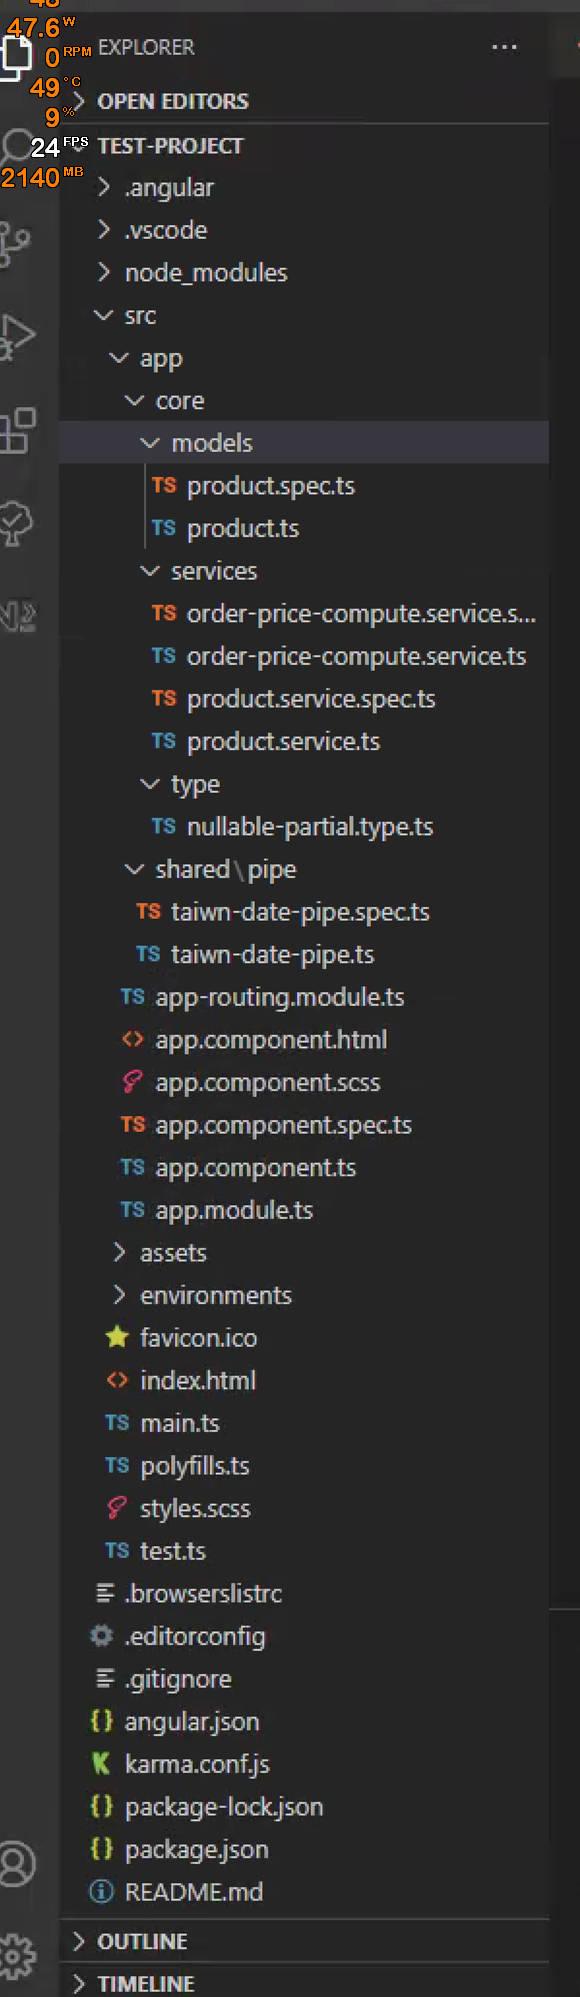 47.6 W
0 RPM
49 °C
9 %
24 FPS
2140 MB
EXPLORER
OPEN EDITORS
TEST-PROJECT
.angular
.vscode
node_modules
src
app
core
models
TS product.spec.ts
TS product.ts
services
TS order-price-compute.service.s...
TS order-price-compute.service.ts
TS product.service.spec.ts
TS product.service.ts
type
TS nullable-partial.type.ts
shared\pipe
TS taiwn-date-pipe.spec.ts
TS taiwn-date-pipe.ts
TS app-routing.module.ts
<> app.component.html
app.component.scss
TS app.component.spec.ts
TS app.component.ts
TS app.module.ts
assets
environments
favicon.ico
<> index.html
TS main.ts
TS polyfills.ts
styles.scss
TS test.ts
.browserslistrc
.editorconfig
.gitignore
{} angular.json
K karma.conf.js
{} package-lock.json
{} package.json
README.md
OUTLINE
TIMELINE